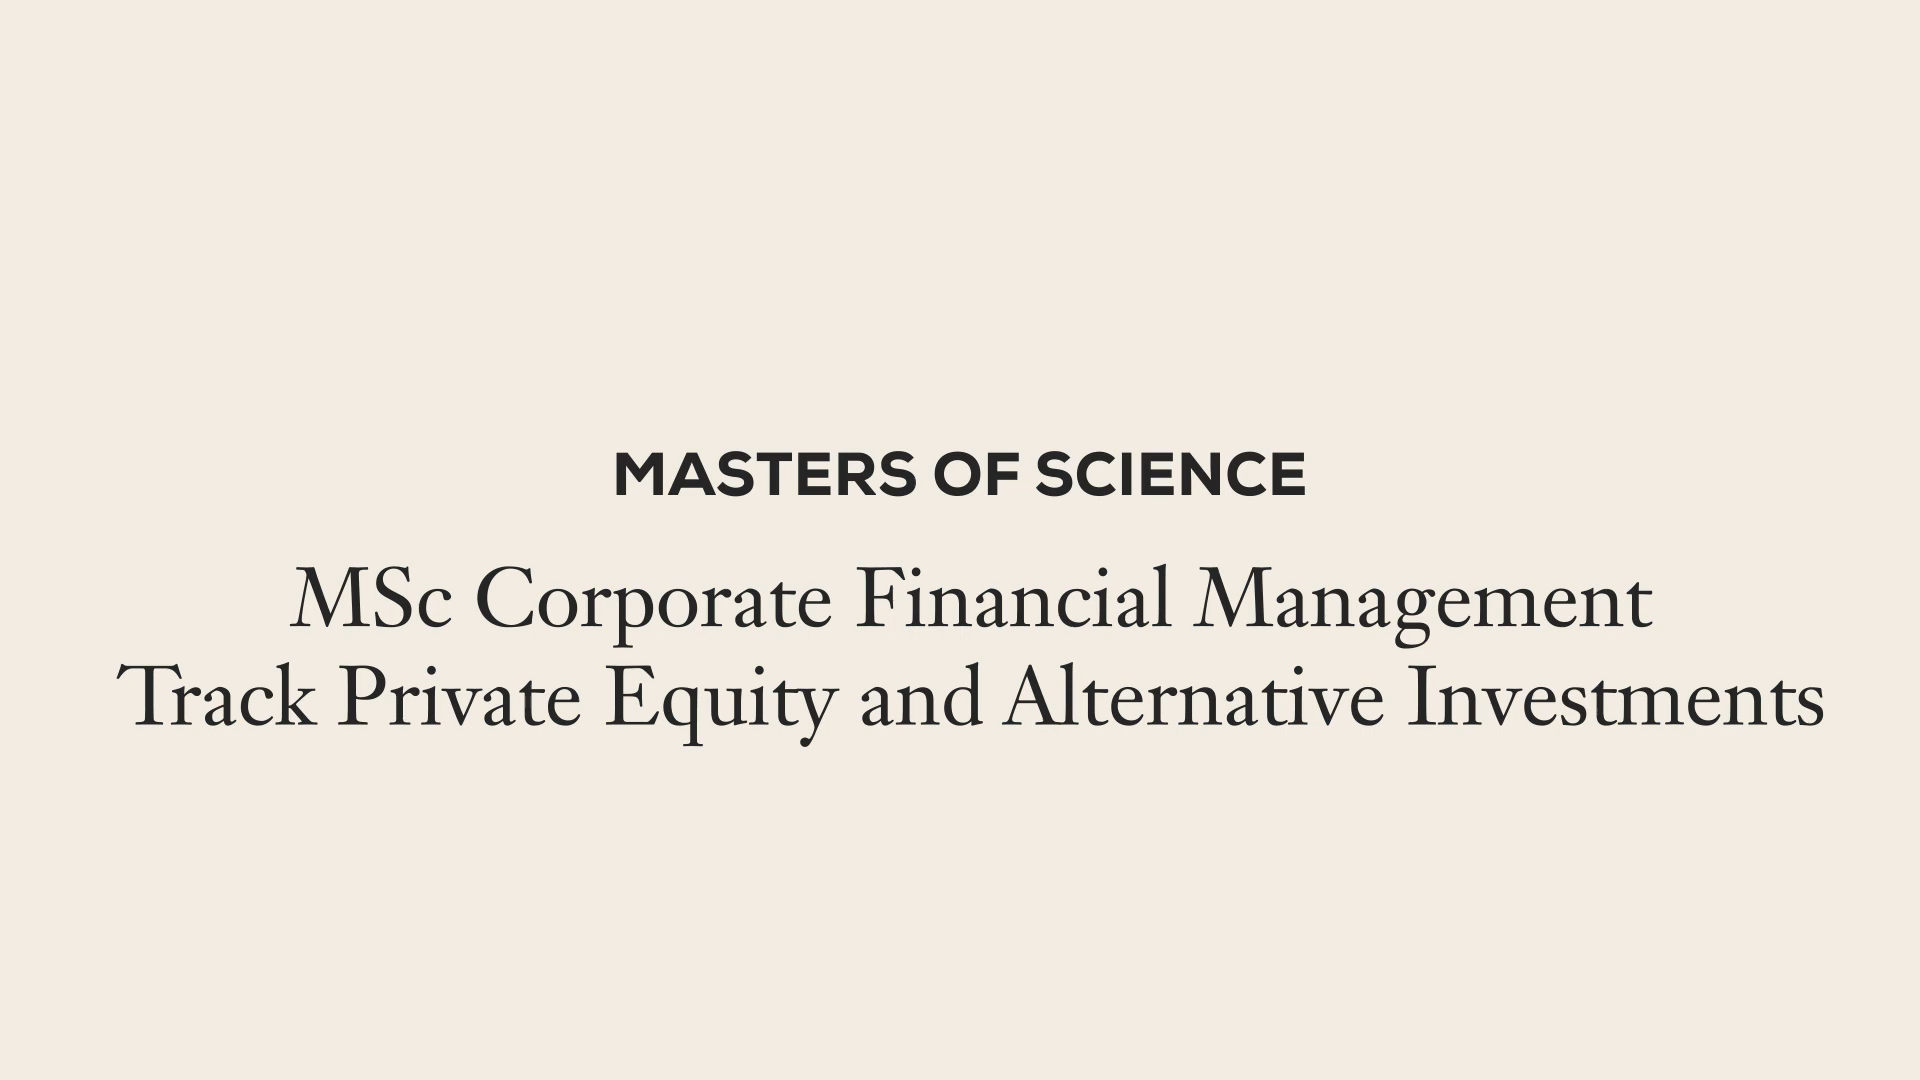 MASTERS OF SCIENCE
MSc Corporate Financial Management
Track Private Equity and Alternative Investments